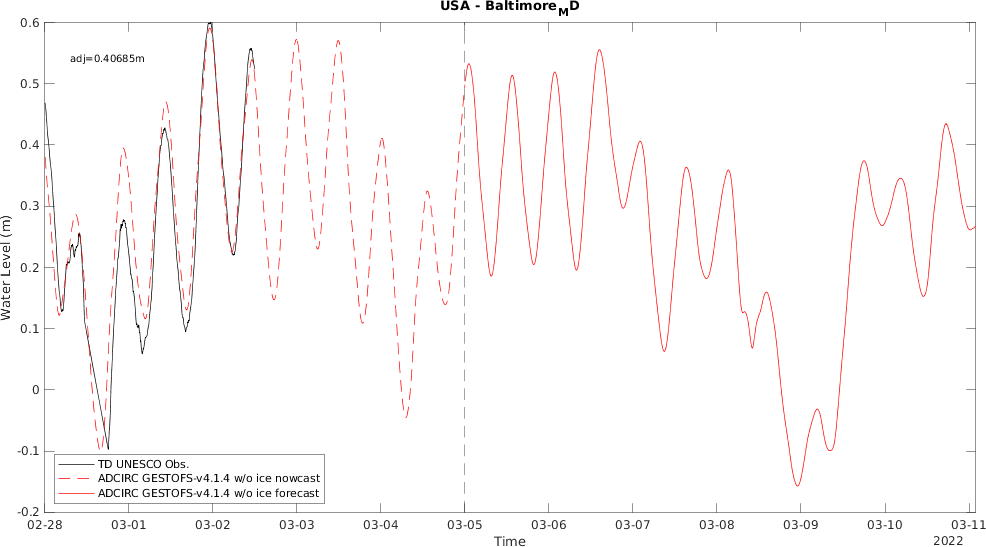 USA - Baltimore_MD
adj=0.40685m
0.6
0.5
0.4
0.3
0.2
0.1
0
-0.1
-0.2
Water Level (m)
TD UNESCO Obs.
ADCIRC GESTOFS-v4.1.4 w/o ice nowcast
ADCIRC GESTOFS-v4.1.4 w/o ice forecast
02-28 03-01 03-02 03-03 03-04 03-05 03-06 03-07 03-08 03-09 03-10 03-11
Time
2022